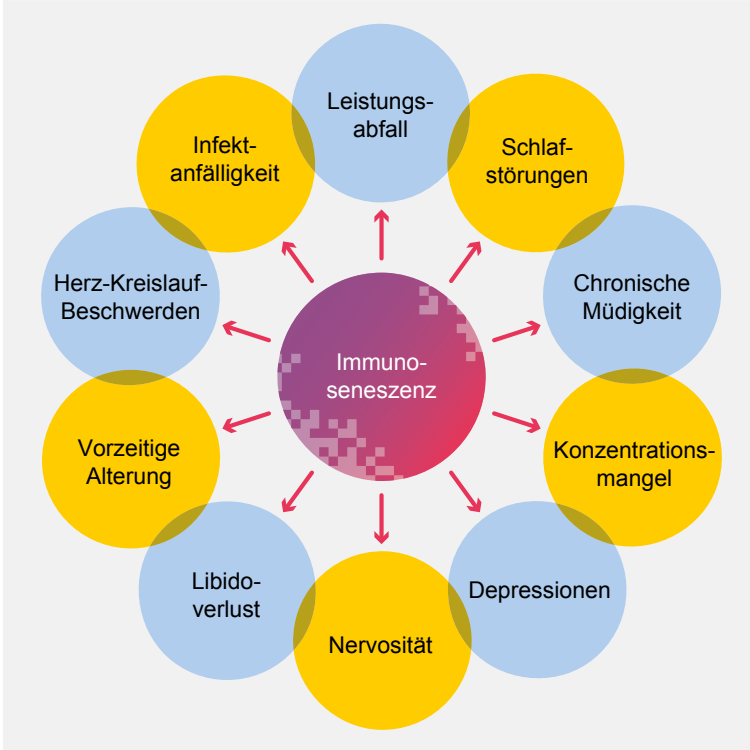 Leistungs-
abfall
Schlaf-
störungen
Chronische
Müdigkeit
Konzentrations-
mangel
Depressionen
Nervosität
Libido-
verlust
Vorzeitige
Alterung
Herz-Kreislauf-
Beschwerden
Infekt-
anfälligkeit
Immuno-
seneszenz